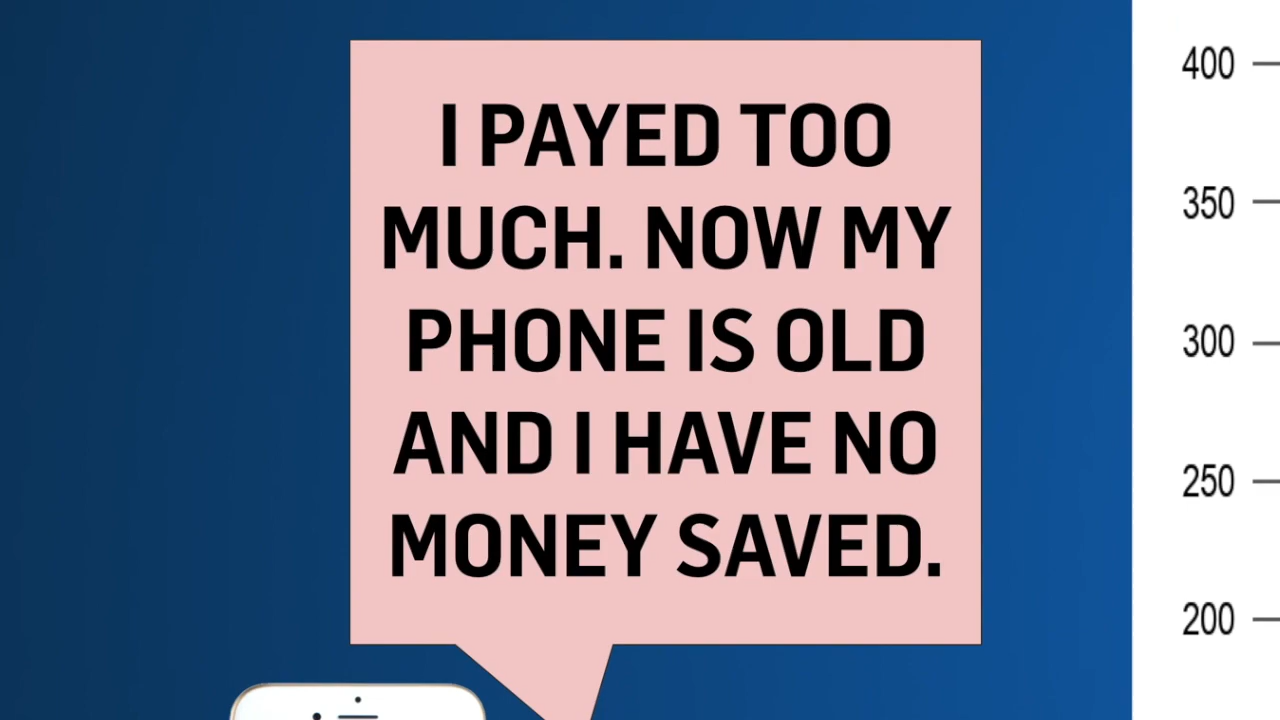 I PAYED TOO
MUCH. NOW MY
PHONE IS OLD
AND I HAVE NO
MONEY SAVED.
400
350
300
250
200